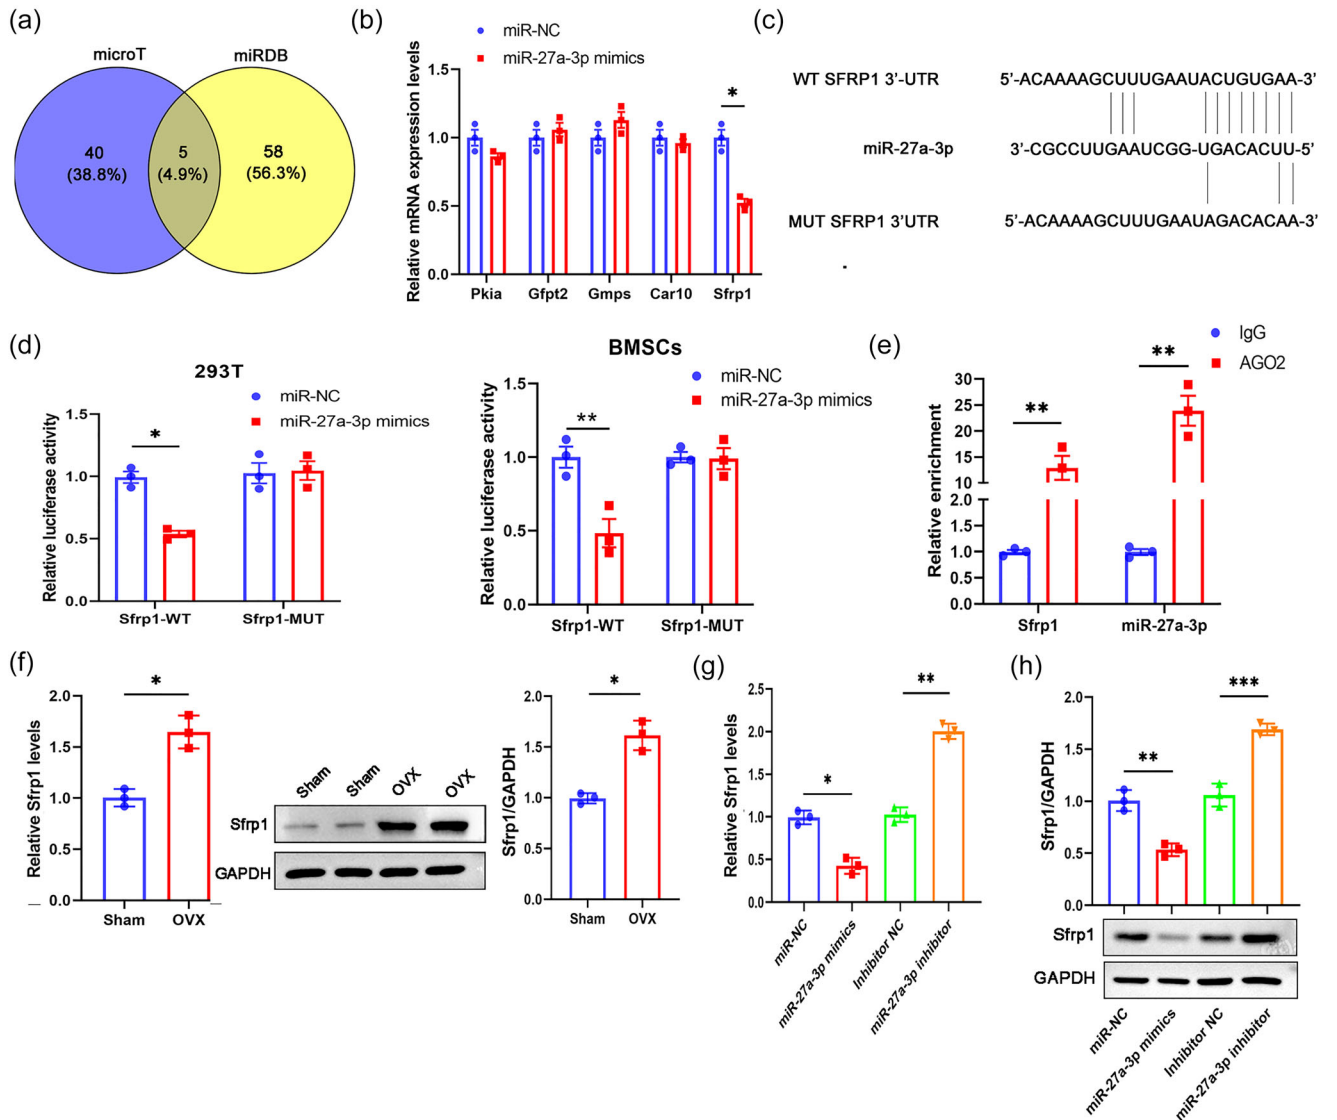 (a)
microT
miRDB
40
(38.8%)
5
(4.9%)
58
(56.3%)
(b)
miR-NC
miR-27a-3p mimics
Relative mRNA expression levels
1.5
1.0
0.5
0.0
*
Pkia
Gfpt2
Gmps
Car10
Sfrp1
(c)
WT SFRP1 3'-UTR
5'-ACAAAAGCUUUGAAUACUGUGAA-3'
miR-27a-3p
3'-CGCCUUGAAUCGG-UGACACUU-5'
MUT SFRP1 3'UTR
5'-ACAAAAGCUUUGAAUAGACACAA-3'
(d)
293T
miR-NC
miR-27a-3p mimics
Relative luciferase activity
1.5
1.0
0.5
0.0
*
Sfrp1-WT
Sfrp1-MUT
BMSCs
miR-NC
miR-27a-3p mimics
Relative luciferase activity
1.5
1.0
0.5
0.0
**
Sfrp1-WT
Sfrp1-MUT
(e)
IgG
AGO2
Relative enrichment
30
25
20
15
10
2.0
1.5
1.0
0.5
0.0
**
**
Sfrp1
miR-27a-3p
(f)
Relative Sfrp1 levels
2.0
1.5
1.0
0.5
0.0
*
Sham
OVX
Sham
Sham
OVX
OVX
Sfrp1
GAPDH
Sfrp1/GAPDH
2.0
1.5
1.0
0.5
0.0
*
Sham
OVX
(g)
Relative Sfrp1 levels
2.5
2.0
1.5
1.0
0.5
0.0
*
**
miR-NC
miR-27a-3p mimics
Inhibitor NC
miR-27a-3p inhibitor
(h)
Sfrp1/GAPDH
2.0
1.5
1.0
0.5
0.0
**
***
Sfrp1
GAPDH
miR-NC
miR-27a-3p mimics
Inhibitor NC
miR-27a-3p inhibitor